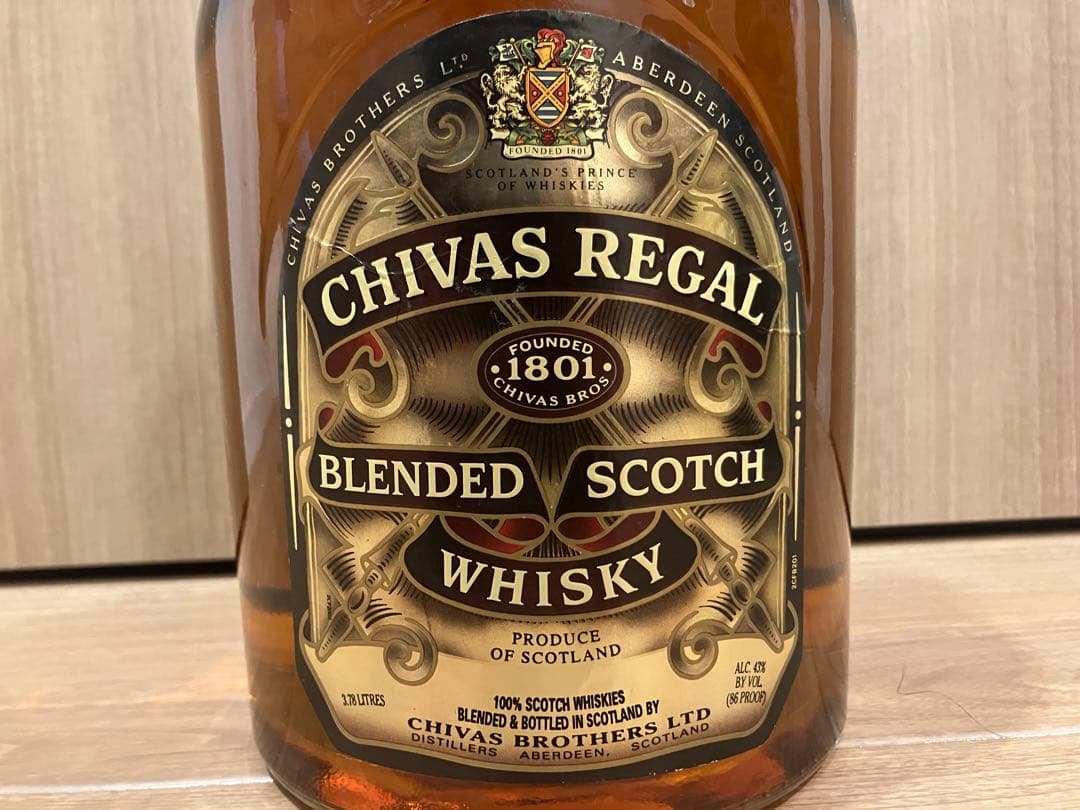 CHIVAS BROTHERS LTD ABERDEEN SCOTLAND
FOUNDED 1801
SCOTLAND'S PRINCE
OF WHISKIES
CHIVAS REGAL
FOUNDED
1801
CHIVAS BROS
BLENDED SCOTCH
WHISKY
PRODUCE
OF SCOTLAND
3.78 LITRES
ALC. 43%
BY VOL.
(86 PROOF)
100% SCOTCH WHISKIES
BLENDED & BOTTLED IN SCOTLAND BY
CHIVAS BROTHERS LTD
DISTILLERS ABERDEEN, SCOTLAND
2CFB201